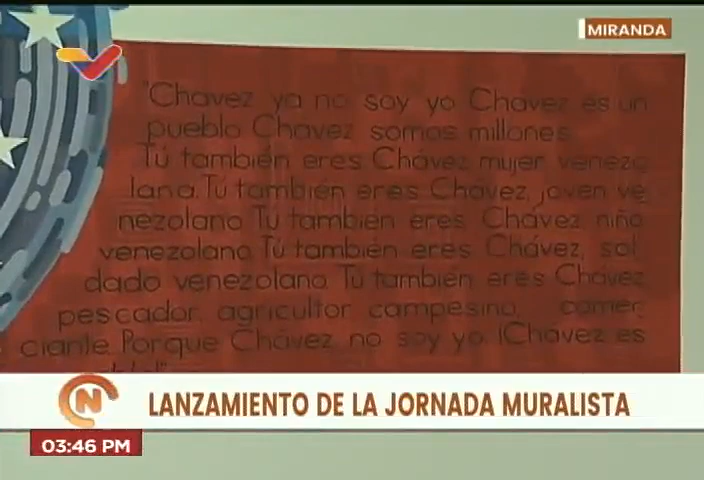 MIRANDA
"Chavez ya no soy yo Chavez es un
pueblo Chavez somos millones
Tú también eres Chávez mujer venezo
lana. Tú también eres Chávez, joven ve
nezolano Tú también eres Chávez niño
venezolano Tú también eres Chávez, sol
dado venezolano. Tú también eres Chávez
pescador, agricultor campesino, comer
ciante Porque Chávez no soy yo. ¡Chavez es
N LANZAMIENTO DE LA JORNADA MURALISTA
03:46 PM